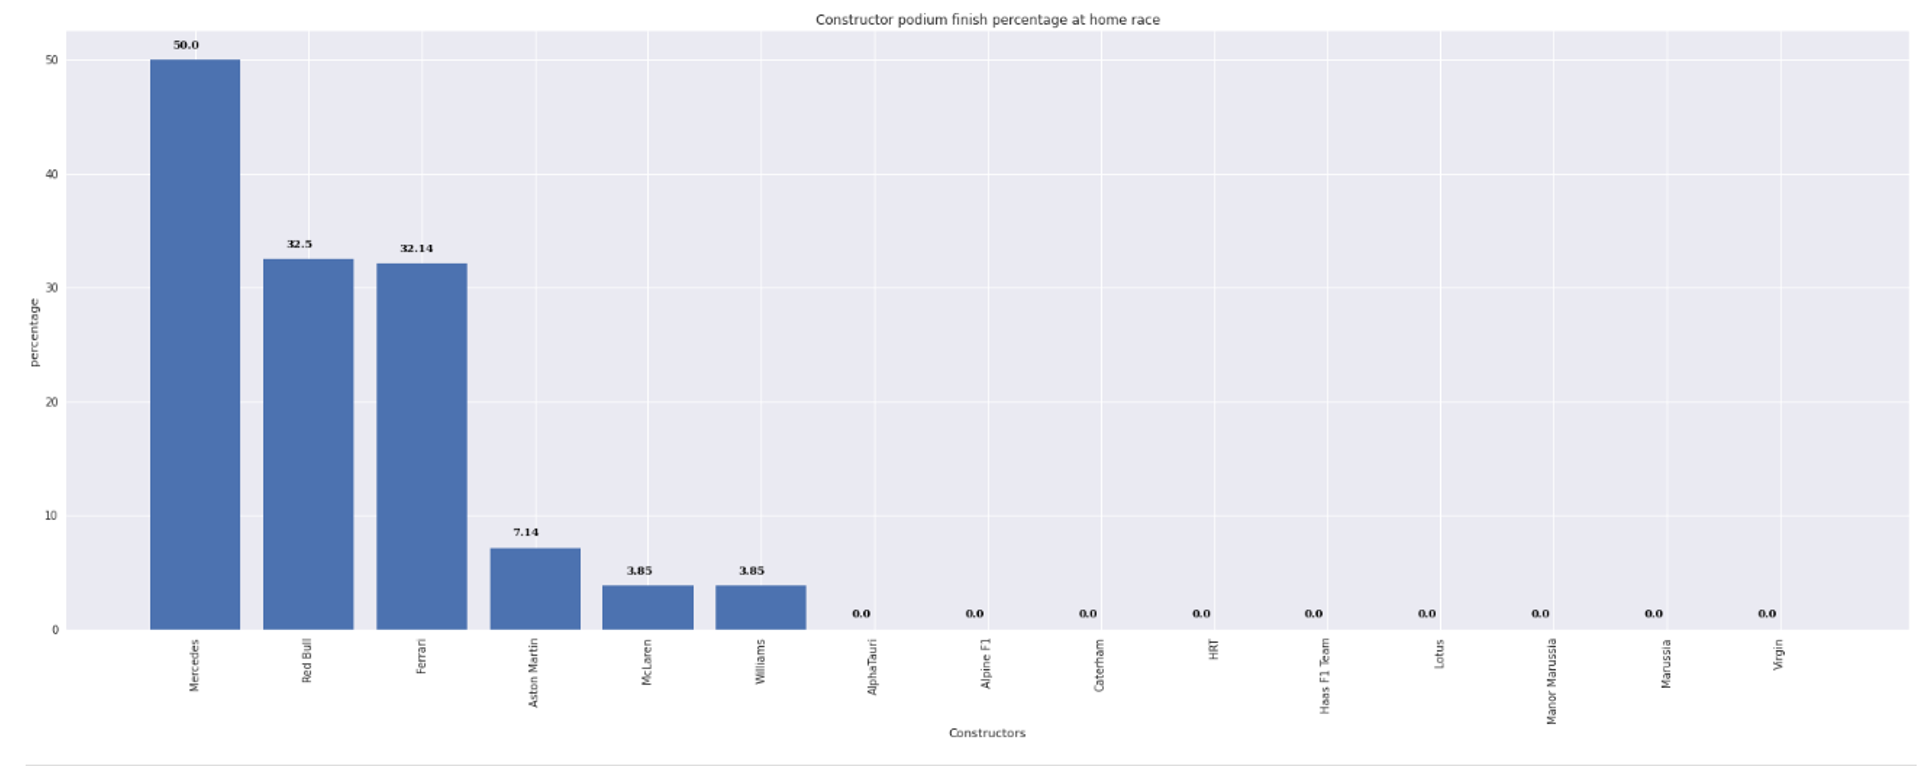 Constructor podium finish percentage at home race
50.0
32.5
32.14
7.14
3.85
3.85
0.0
0.0
0.0
0.0
0.0
0.0
0.0
0.0
0.0
50
40
30
20
10
0
percentage
Mercedes
Red Bull
Ferrari
Aston Martin
McLaren
Williams
AlphaTauri
Alpine F1
Caterham
HRT
Haas F1 Team
Lotus
Manor Marussia
Marussia
Virgin
Constructors